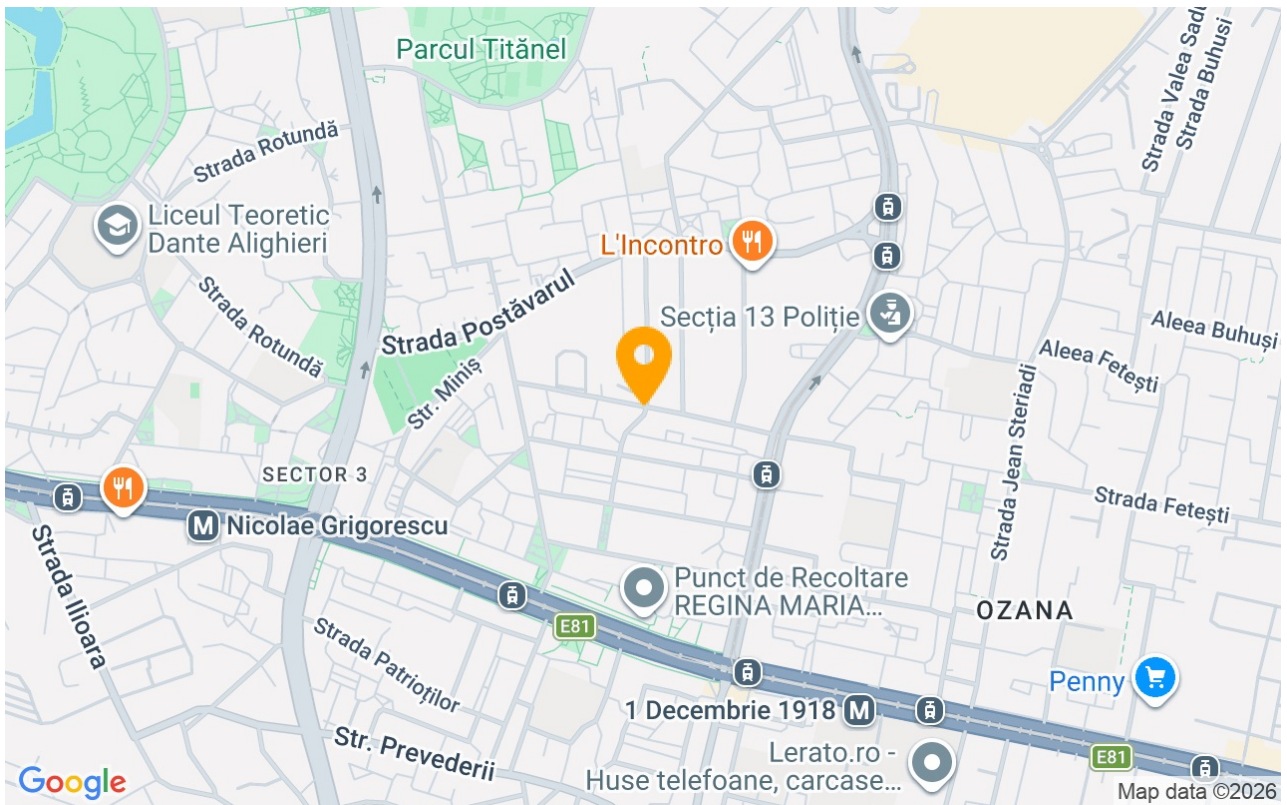 Parcul Titănel
Strada Valea Sadu
Strada Buhusi
Strada Rotundă
Liceul Teoretic
Dante Alighieri
L'Incontro
Strada Postăvarul
Secția 13 Poliție
Strada Rotundă
Aleea Buhuși
Aleea Fetești
Str. Miniș
Strada Jean Steriadi
SECTOR 3
Strada Fetești
M Nicolae Grigorescu
Strada Ilioara
Punct de Recoltare
REGINA MARIA...
OZANA
E81
Strada Patrioților
Penny
1 Decembrie 1918 M
Str. Prevederii
Lerato.ro -
Huse telefoane, carcase...
E81
Google
Map data ©2026